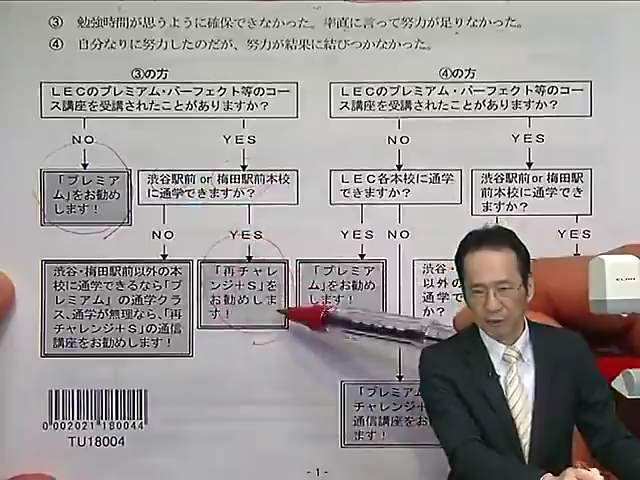 ③ 勉強時間が思うように確保できなかった。率直に言って努力が足りなかった。
④ 自分なりに努力したのだが、努力が結果に結びつかなかった。
③の方
LECのプレミアム・パーフェクト等のコー
ス講座を受講されたことがありますか？
NO
YES
「プレミア
ム」をお勧め
します！
渋谷駅前 or 梅田駅前本校
に通学できますか？
NO
YES
渋谷・梅田駅前以外の本
校に通学できるなら「プ
レミアム」の通学クラ
ス、通学が無理なら、「再
チャレンジ＋S」の通信
講座をお勧めします！
「再チャレ
ンジ＋S」を
お勧めしま
す！
④の方
LECのプレミアム・パーフェクト等のコー
ス講座を受講されたことがありますか？
NO
YES
LEC各本校に通学
できますか？
渋谷駅前 or 梅田駅
前本校に通学でき
ますか？
YES
NO
YES
「プレミア
ム」をお勧め
します！
渋谷・
以外の
通学で
か？
「プレミアム
チャレンジ＋
通信講座をお
ます！
0002021180044
TU18004
- 1 -
ELMO